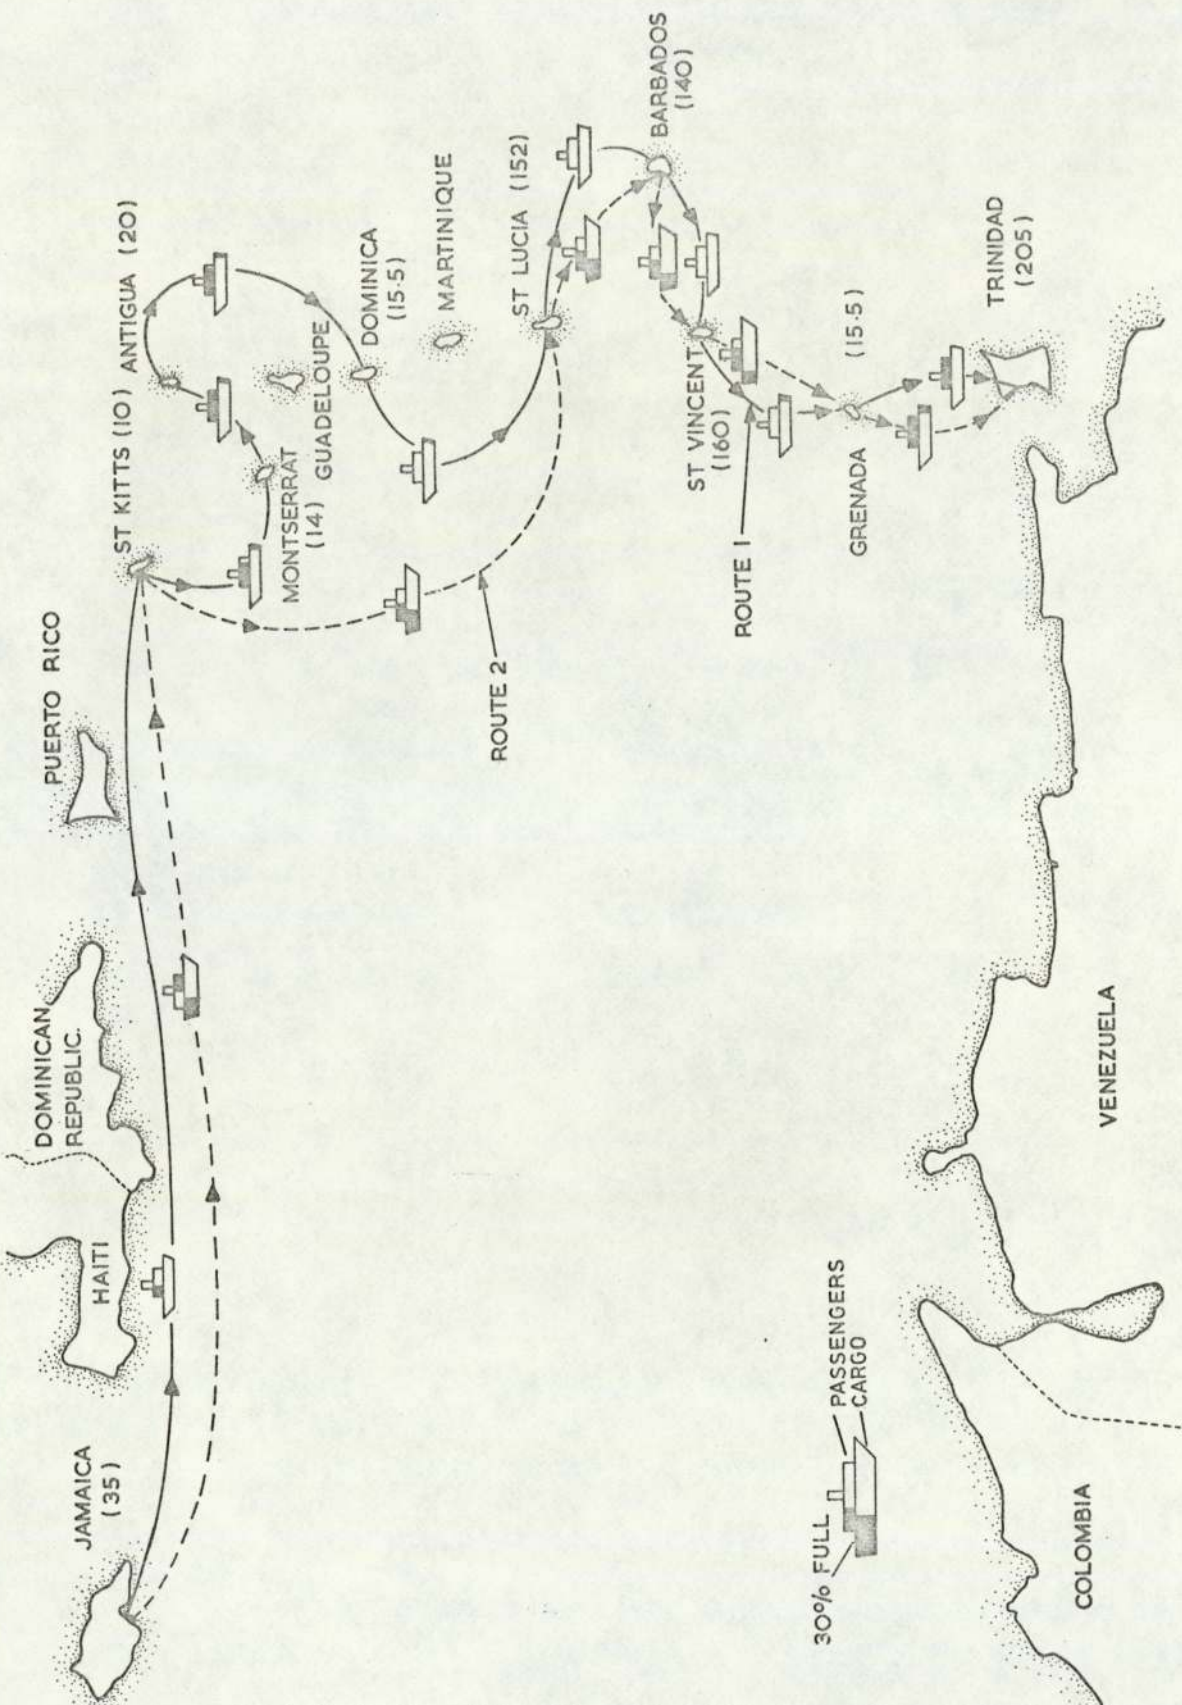 JAMAICA
(35)
HAITI
DOMINICAN
REPUBLIC.
PUERTO RICO
ST KITTS (10)
ANTIGUA (20)
MONTSERRAT
(14)
GUADELOUPE
DOMINICA
(15·5)
MARTINIQUE
ST LUCIA (152)
BARBADOS
(140)
ROUTE 2
ST VINCENT
(160)
ROUTE 1
GRENADA
(15·5)
TRINIDAD
(205)
30% FULL
PASSENGERS
CARGO
COLOMBIA
VENEZUELA